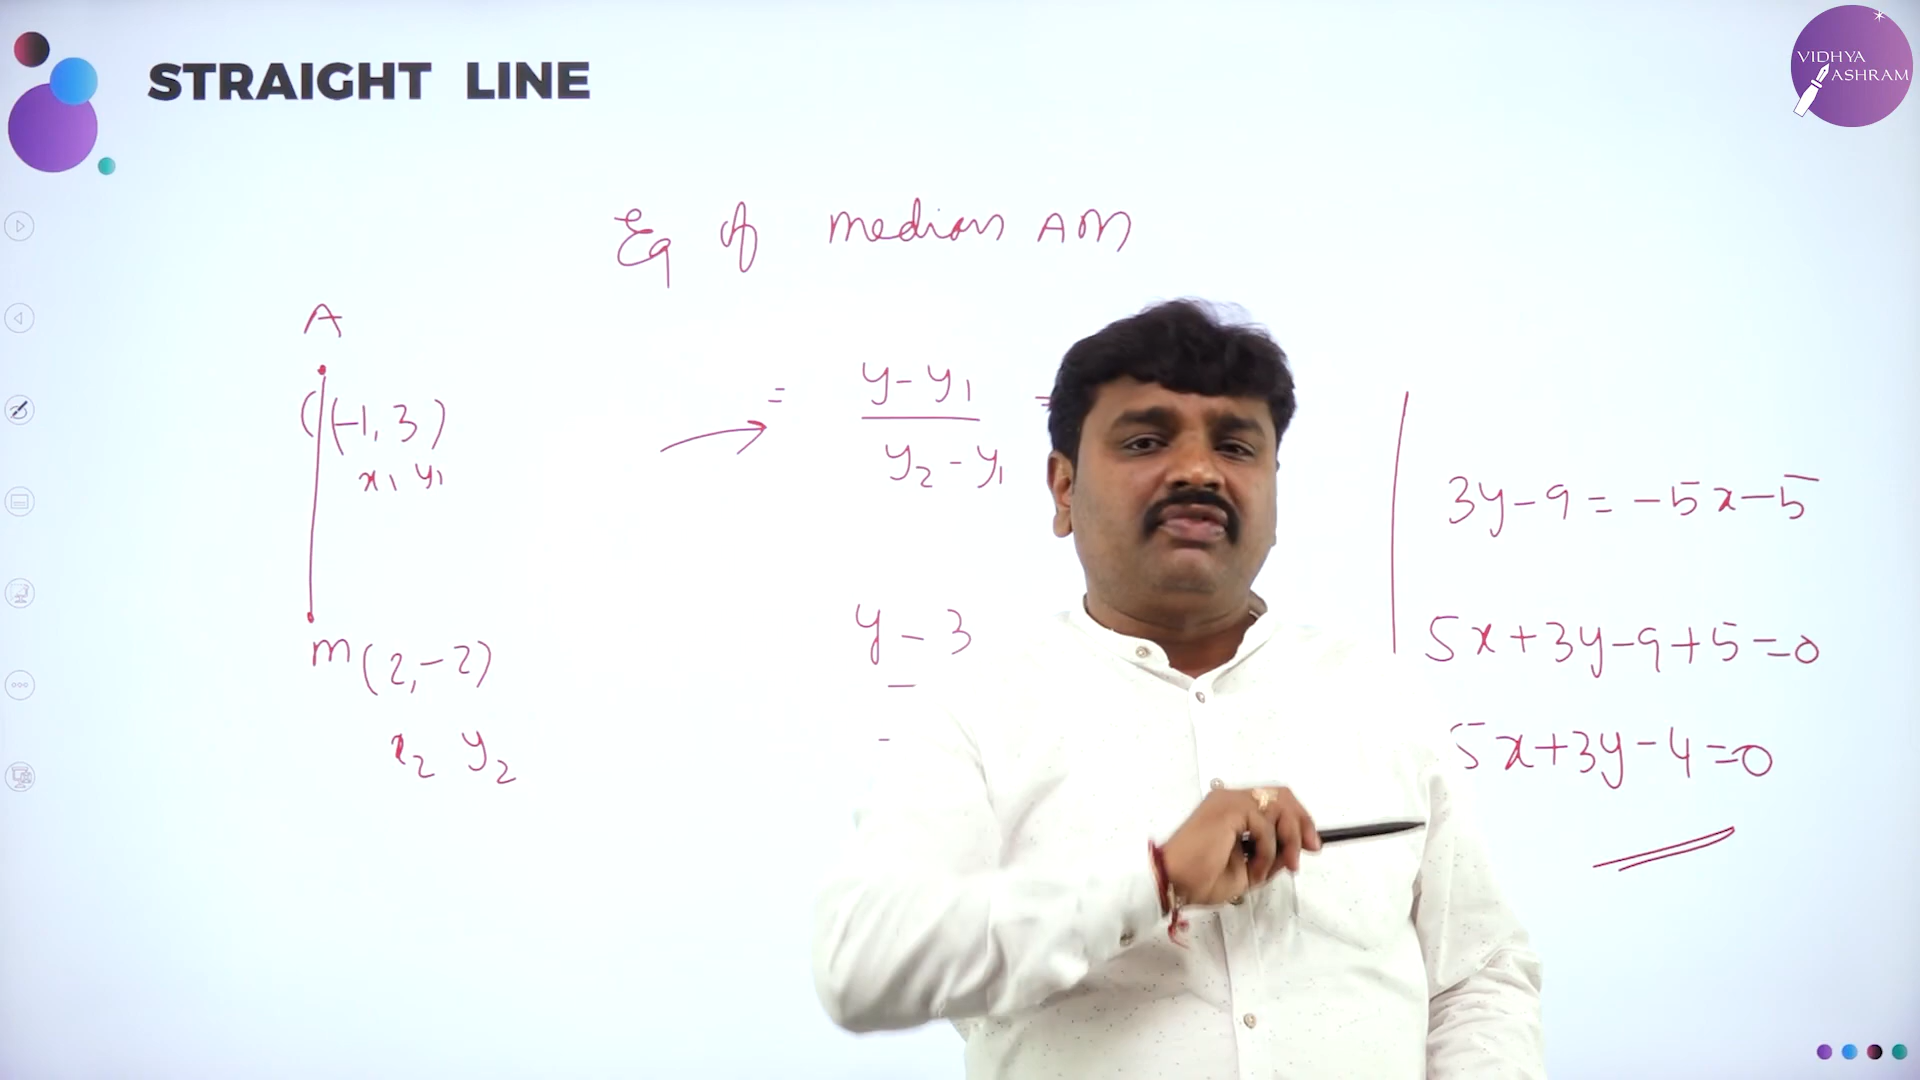 STRAIGHT LINE
VIDHYA
ASHRAM
Eq of median AM
A
(-1, 3)
x1 y1
M (2, -2)
x2 y2
= y - y1
y2 - y1
y - 3
3y - 9 = -5x - 5
5x + 3y - 9 + 5 = 0
5x + 3y - 4 = 0